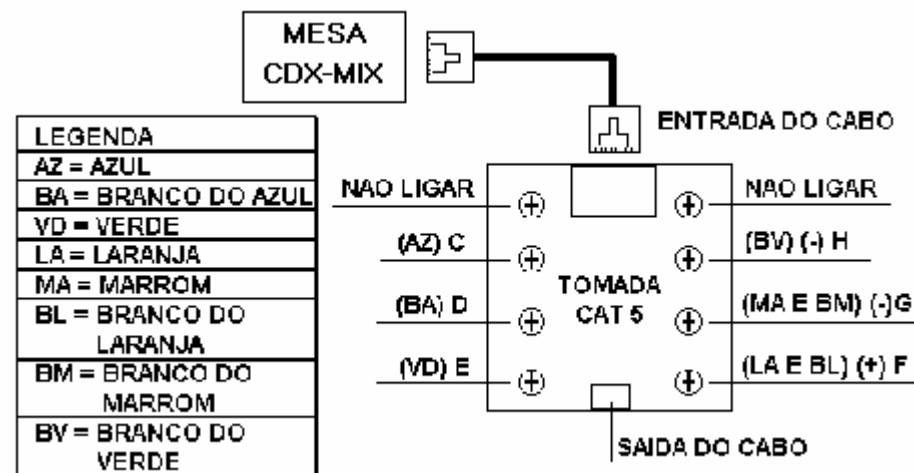 MESA
CDX-MIX
ENTRADA DO CABO
LEGENDA
AZ = AZUL
BA = BRANCO DO AZUL
VD = VERDE
LA = LARANJA
MA = MARROM
BL = BRANCO DO
LARANJA
BM = BRANCO DO
MARROM
BV = BRANCO DO
VERDE
NAO LIGAR
(AZ) C
(BA) D
(VD) E
TOMADA
CAT 5
NAO LIGAR
(BV) (-) H
(MA E BM) (-)G
(LA E BL) (+) F
SAIDA DO CABO